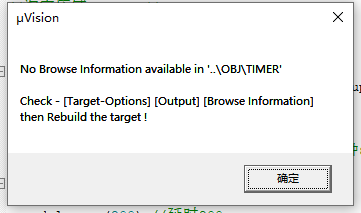 µVision
No Browse Information available in '..\OBJ\TIMER'
Check - [Target-Options] [Output] [Browse Information]
then Rebuild the target !
确定